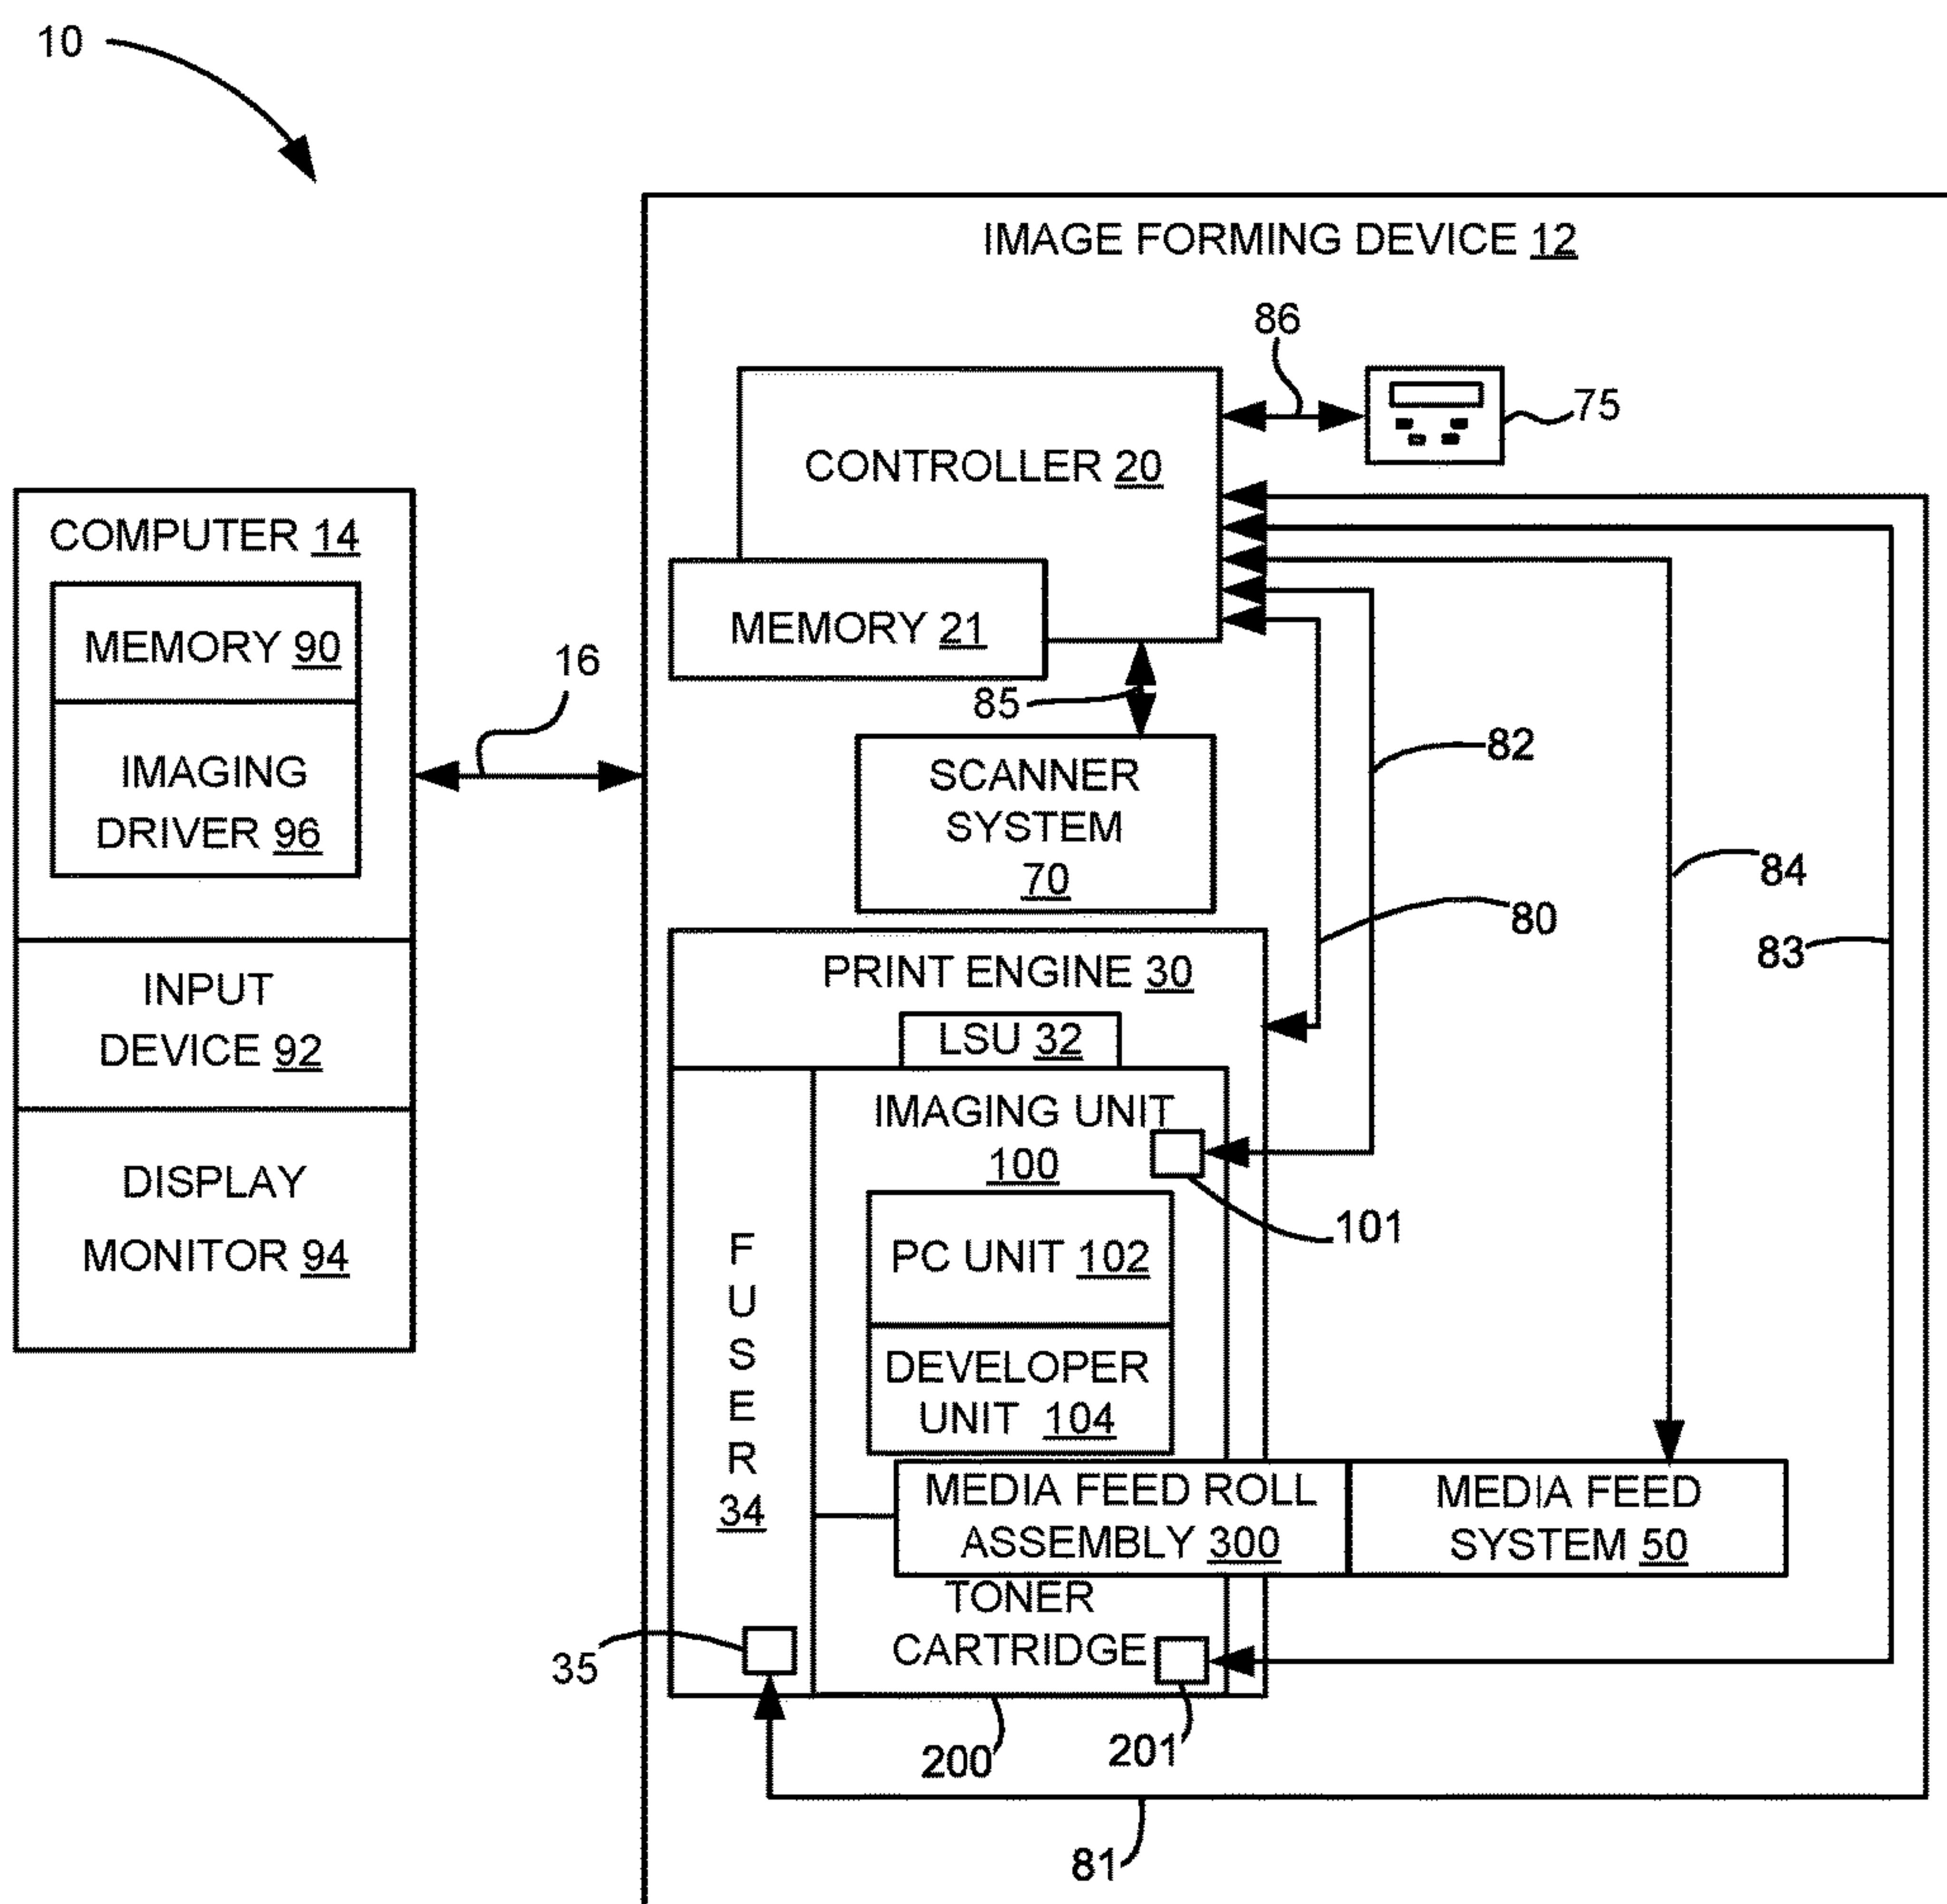 10
IMAGE FORMING DEVICE 12
86
75
CONTROLLER 20
MEMORY 21
85
SCANNER
SYSTEM
70
COMPUTER 14
MEMORY 90
IMAGING
DRIVER 96
INPUT
DEVICE 92
DISPLAY
MONITOR 94
16
82
84
80
83
PRINT ENGINE 30
LSU 32
IMAGING UNIT
100
101
PC UNIT 102
DEVELOPER
UNIT 104
FUSER
34
MEDIA FEED ROLL
ASSEMBLY 300
MEDIA FEED
SYSTEM 50
TONER
CARTRIDGE
35
200
201
81